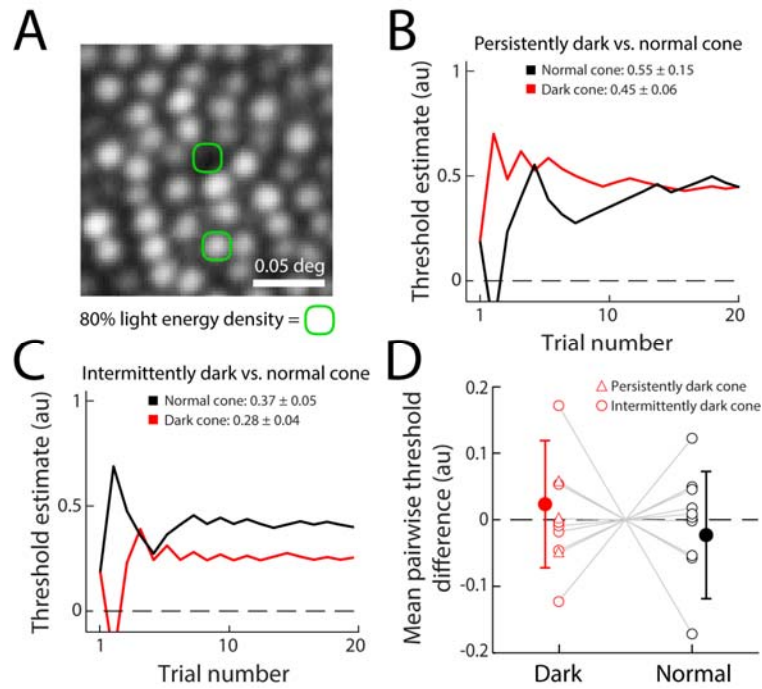 A
0.05 deg
80% light energy density =
B
Persistently dark vs. normal cone
Normal cone: 0.55 ± 0.15
Dark cone: 0.45 ± 0.06
Threshold estimate (au)
1
0.5
0
1
10
20
Trial number
C
Intermittently dark vs. normal cone
Normal cone: 0.37 ± 0.05
Dark cone: 0.28 ± 0.04
Threshold estimate (au)
1
0.5
0
1
10
20
Trial number
D
Persistently dark cone
Intermittently dark cone
Mean pairwise threshold
difference (au)
0.2
0.1
0
-0.1
-0.2
Dark
Normal